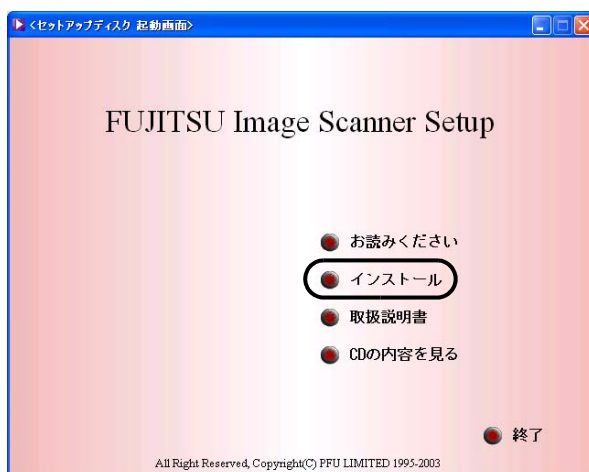 <セットアップディスク 起動画面>
FUJITSU Image Scanner Setup
お読みください
インストール
取扱説明書
CDの内容を見る
終了
All Right Reserved, Copyright(C) PFU LIMITED 1995-2003